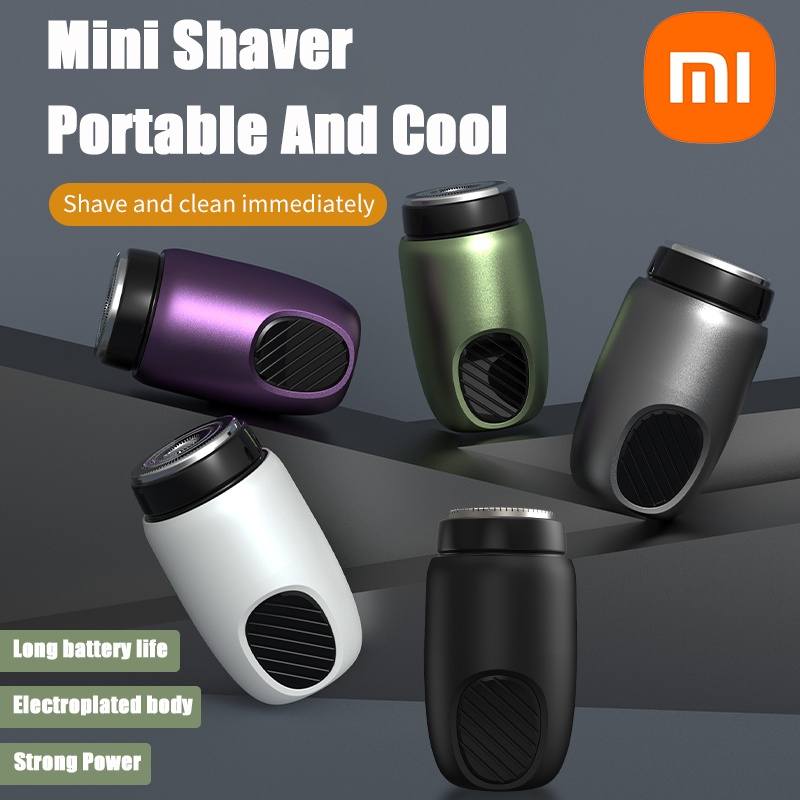 Mini Shaver
Portable And Cool
mi
Shave and clean immediately
Long battery life
Electroplated body
Strong Power